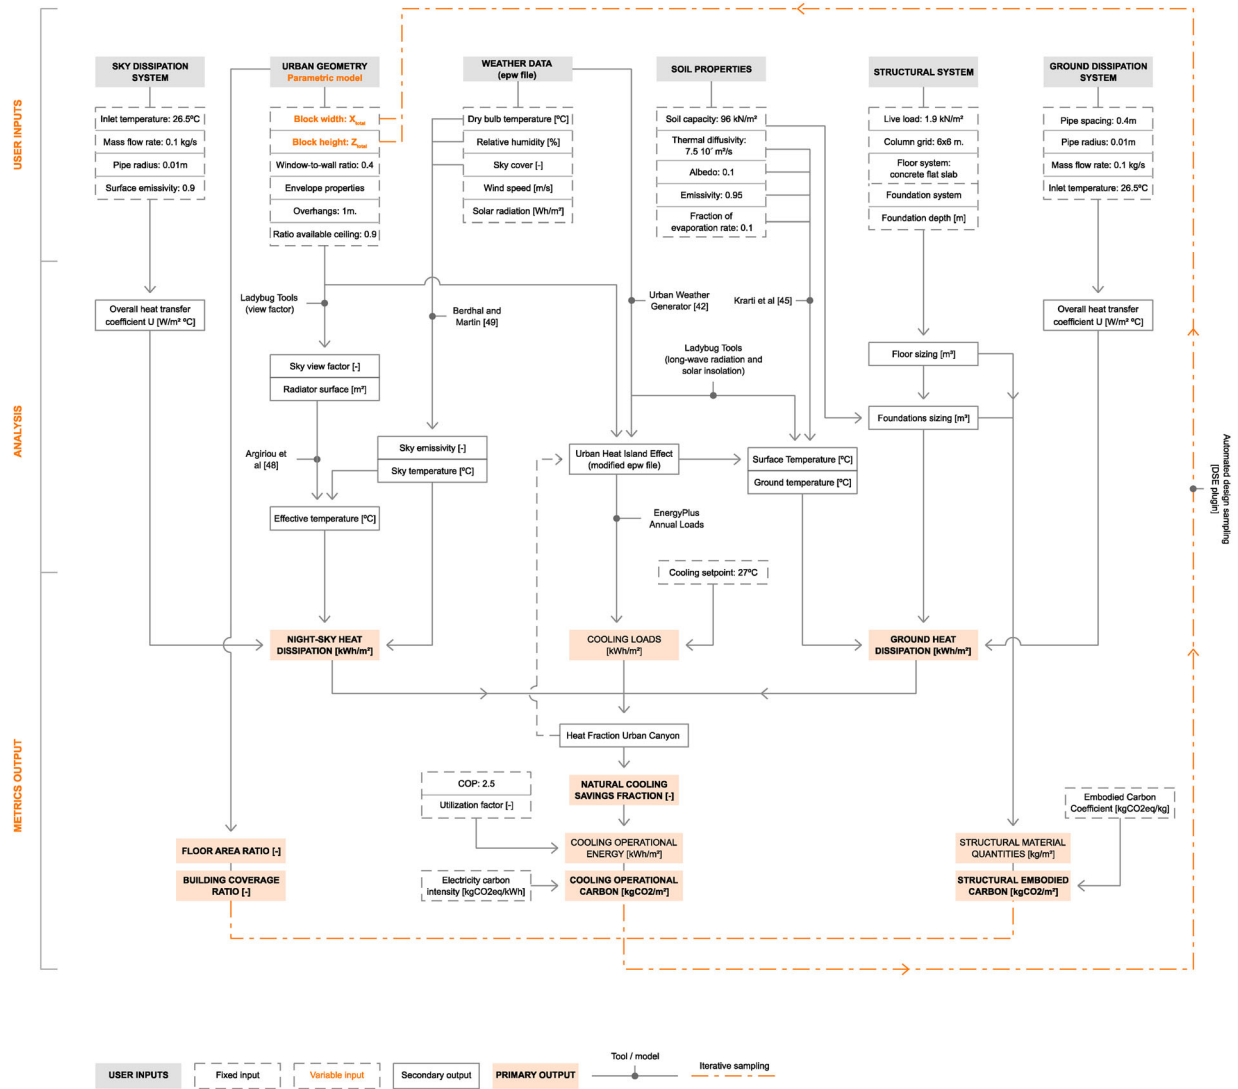 USER INPUTS
ANALYSIS
METRICS OUTPUT
SKY DISSIPATION
SYSTEM
Inlet temperature: 26.5ºC
Mass flow rate: 0.1 kg/s
Pipe radius: 0.01m
Surface emissivity: 0.9
URBAN GEOMETRY
Parametric model
Block width: Xtotal
Block height: Ztotal
Window-to-wall ratio: 0.4
Envelope properties
Overhangs: 1m.
Ratio available ceiling: 0.9
WEATHER DATA
(epw file)
Dry bulb temperature [ºC]
Relative humidity [%]
Sky cover [-]
Wind speed [m/s]
Solar radiation [Wh/m²]
SOIL PROPERTIES
Soil capacity: 96 kN/m²
Thermal diffusivity:
7.5 10´ m²/s
Albedo: 0.1
Emissivity: 0.95
Fraction of
evaporation rate: 0.1
STRUCTURAL SYSTEM
Live load: 1.9 kN/m²
Column grid: 6x6 m.
Floor system:
concrete flat slab
Foundation system
Foundation depth [m]
GROUND DISSIPATION
SYSTEM
Pipe spacing: 0.4m
Pipe radius: 0.01m
Mass flow rate: 0.1 kg/s
Inlet temperature: 26.5ºC
Overall heat transfer
coefficient U [W/m² ºC]
Ladybug Tools
(view factor)
Berdhal and
Martin [49]
Urban Weather
Generator [42]
Krarti et al [45]
Overall heat transfer
coefficient U [W/m² ºC]
Ladybug Tools
(long-wave radiation and
solar insolation)
Floor sizing [m³]
Sky view factor [-]
Radiator surface [m²]
Foundations sizing [m³]
Argiriou et
al [48]
Sky emissivity [-]
Sky temperature [ºC]
Urban Heat Island Effect
(modified epw file)
Surface Temperature [ºC]
Ground temperature [ºC]
Effective temperature [ºC]
EnergyPlus
Annual Loads
Automated design sampling
[DSE plugin]
Cooling setpoint: 27ºC
NIGHT-SKY HEAT
DISSIPATION [kWh/m²]
COOLING LOADS
[kWh/m²]
GROUND HEAT
DISSIPATION [kWh/m²]
Heat Fraction Urban Canyon
COP: 2.5
Utilization factor [-]
NATURAL COOLING
SAVINGS FRACTION [-]
Embodied Carbon
Coefficient [kgCO2eq/kg]
FLOOR AREA RATIO [-]
BUILDING COVERAGE
RATIO [-]
COOLING OPERATIONAL
ENERGY [kWh/m²]
STRUCTURAL MATERIAL
QUANTITIES [kg/m²]
Electricity carbon
intensity [kgCO2eq/kWh]
COOLING OPERATIONAL
CARBON [kgCO2/m²]
STRUCTURAL EMBODIED
CARBON [kgCO2/m²]
USER INPUTS
Fixed input
Variable input
Secondary output
PRIMARY OUTPUT
Tool / model
Iterative sampling